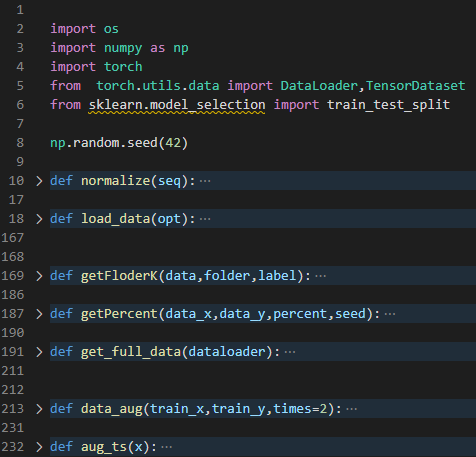 1
2 import os
3 import numpy as np
4 import torch
5 from  torch.utils.data import DataLoader,TensorDataset
6 from sklearn.model_selection import train_test_split
7
8 np.random.seed(42)
9
10 > def normalize(seq):···
17
18 > def load_data(opt):···
167
168
169 > def getFloderK(data,folder,label):···
186
187 > def getPercent(data_x,data_y,percent,seed):···
190
191 > def get_full_data(dataloader):···
211
212
213 > def data_aug(train_x,train_y,times=2):···
231
232 > def aug_ts(x):···